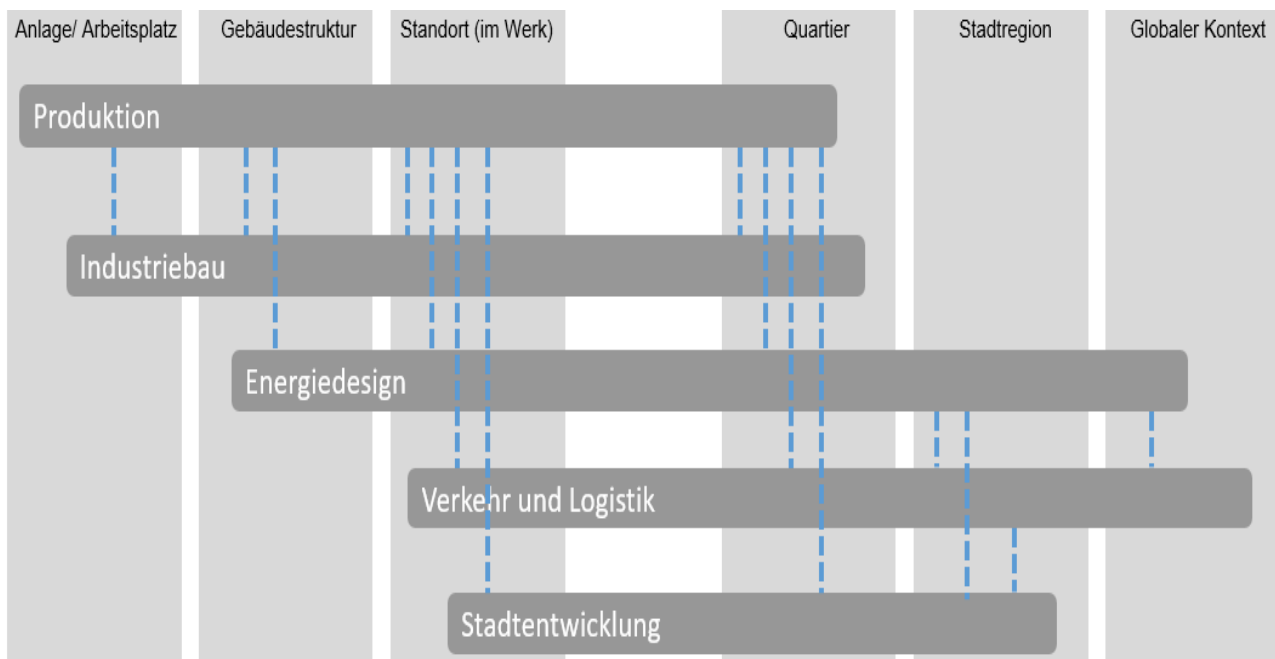 Anlage/ Arbeitsplatz
Gebäudestruktur
Standort (im Werk)
Quartier
Stadtregion
Globaler Kontext
Produktion
Industriebau
Energiedesign
Verkehr und Logistik
Stadtentwicklung